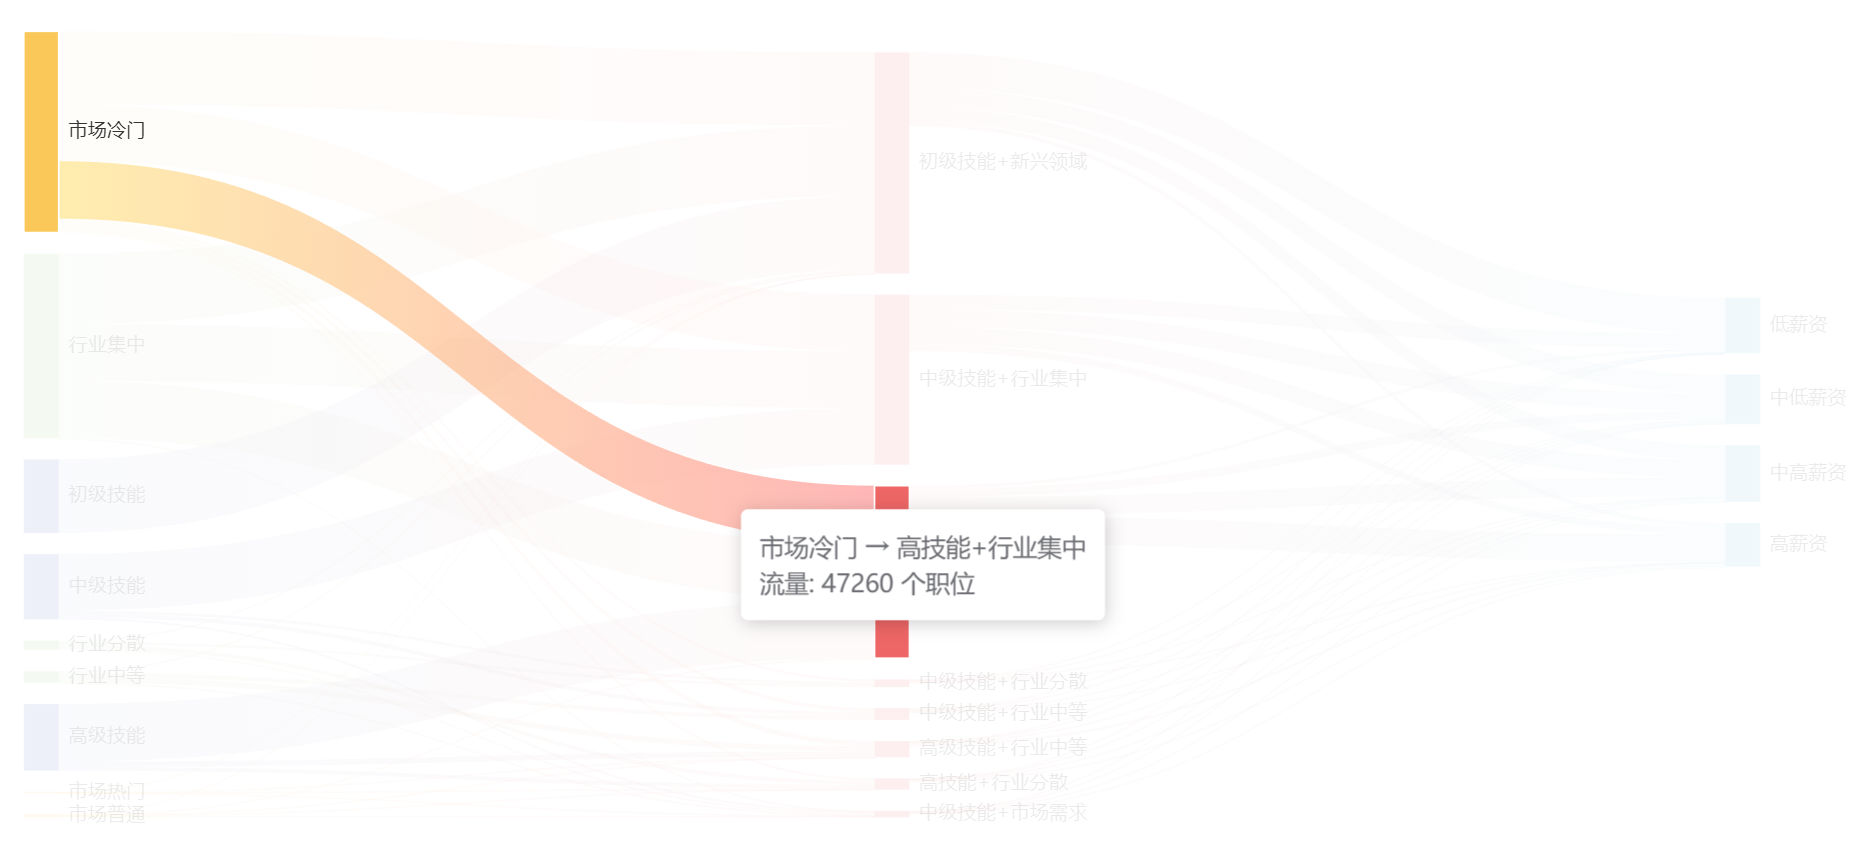 市场冷门
行业集中
初级技能
中级技能
行业分散
行业中等
高级技能
市场热门
市场普通
初级技能+新兴领域
中级技能+行业集中
市场冷门 → 高技能+行业集中
流量: 47260 个职位
中级技能+行业分散
中级技能+行业中等
高级技能+行业中等
高技能+行业分散
中级技能+市场需求
低薪资
中低薪资
中高薪资
高薪资